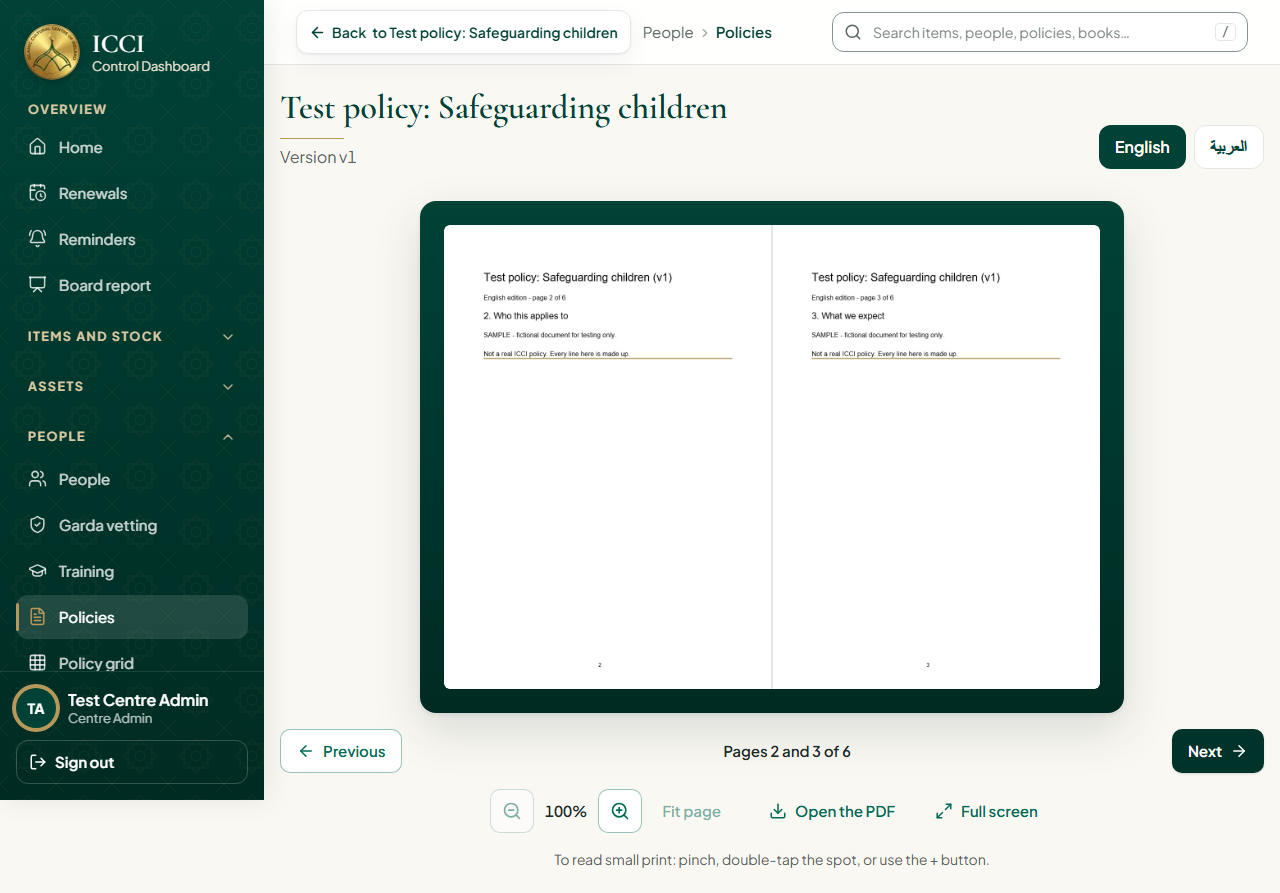 ICCI
Control Dashboard
OVERVIEW
Home
Renewals
Reminders
Board report
ITEMS AND STOCK
ASSETS
PEOPLE
People
Garda vetting
Training
Policies
Policy grid
TA
Test Centre Admin
Centre Admin
Sign out
Back to Test policy: Safeguarding children
People
Policies
Search items, people, policies, books...
/
Test policy: Safeguarding children
Version v1
English
العربية
Test policy: Safeguarding children (v1)
English edition - page 2 of 6
2. Who this applies to
SAMPLE - fictional document for testing only.
Not a real ICCI policy. Every line here is made up.
2
Test policy: Safeguarding children (v1)
English edition - page 3 of 6
3. What we expect
SAMPLE - fictional document for testing only.
Not a real ICCI policy. Every line here is made up.
3
Previous
Pages 2 and 3 of 6
Next
100%
Fit page
Open the PDF
Full screen
To read small print: pinch, double-tap the spot, or use the + button.